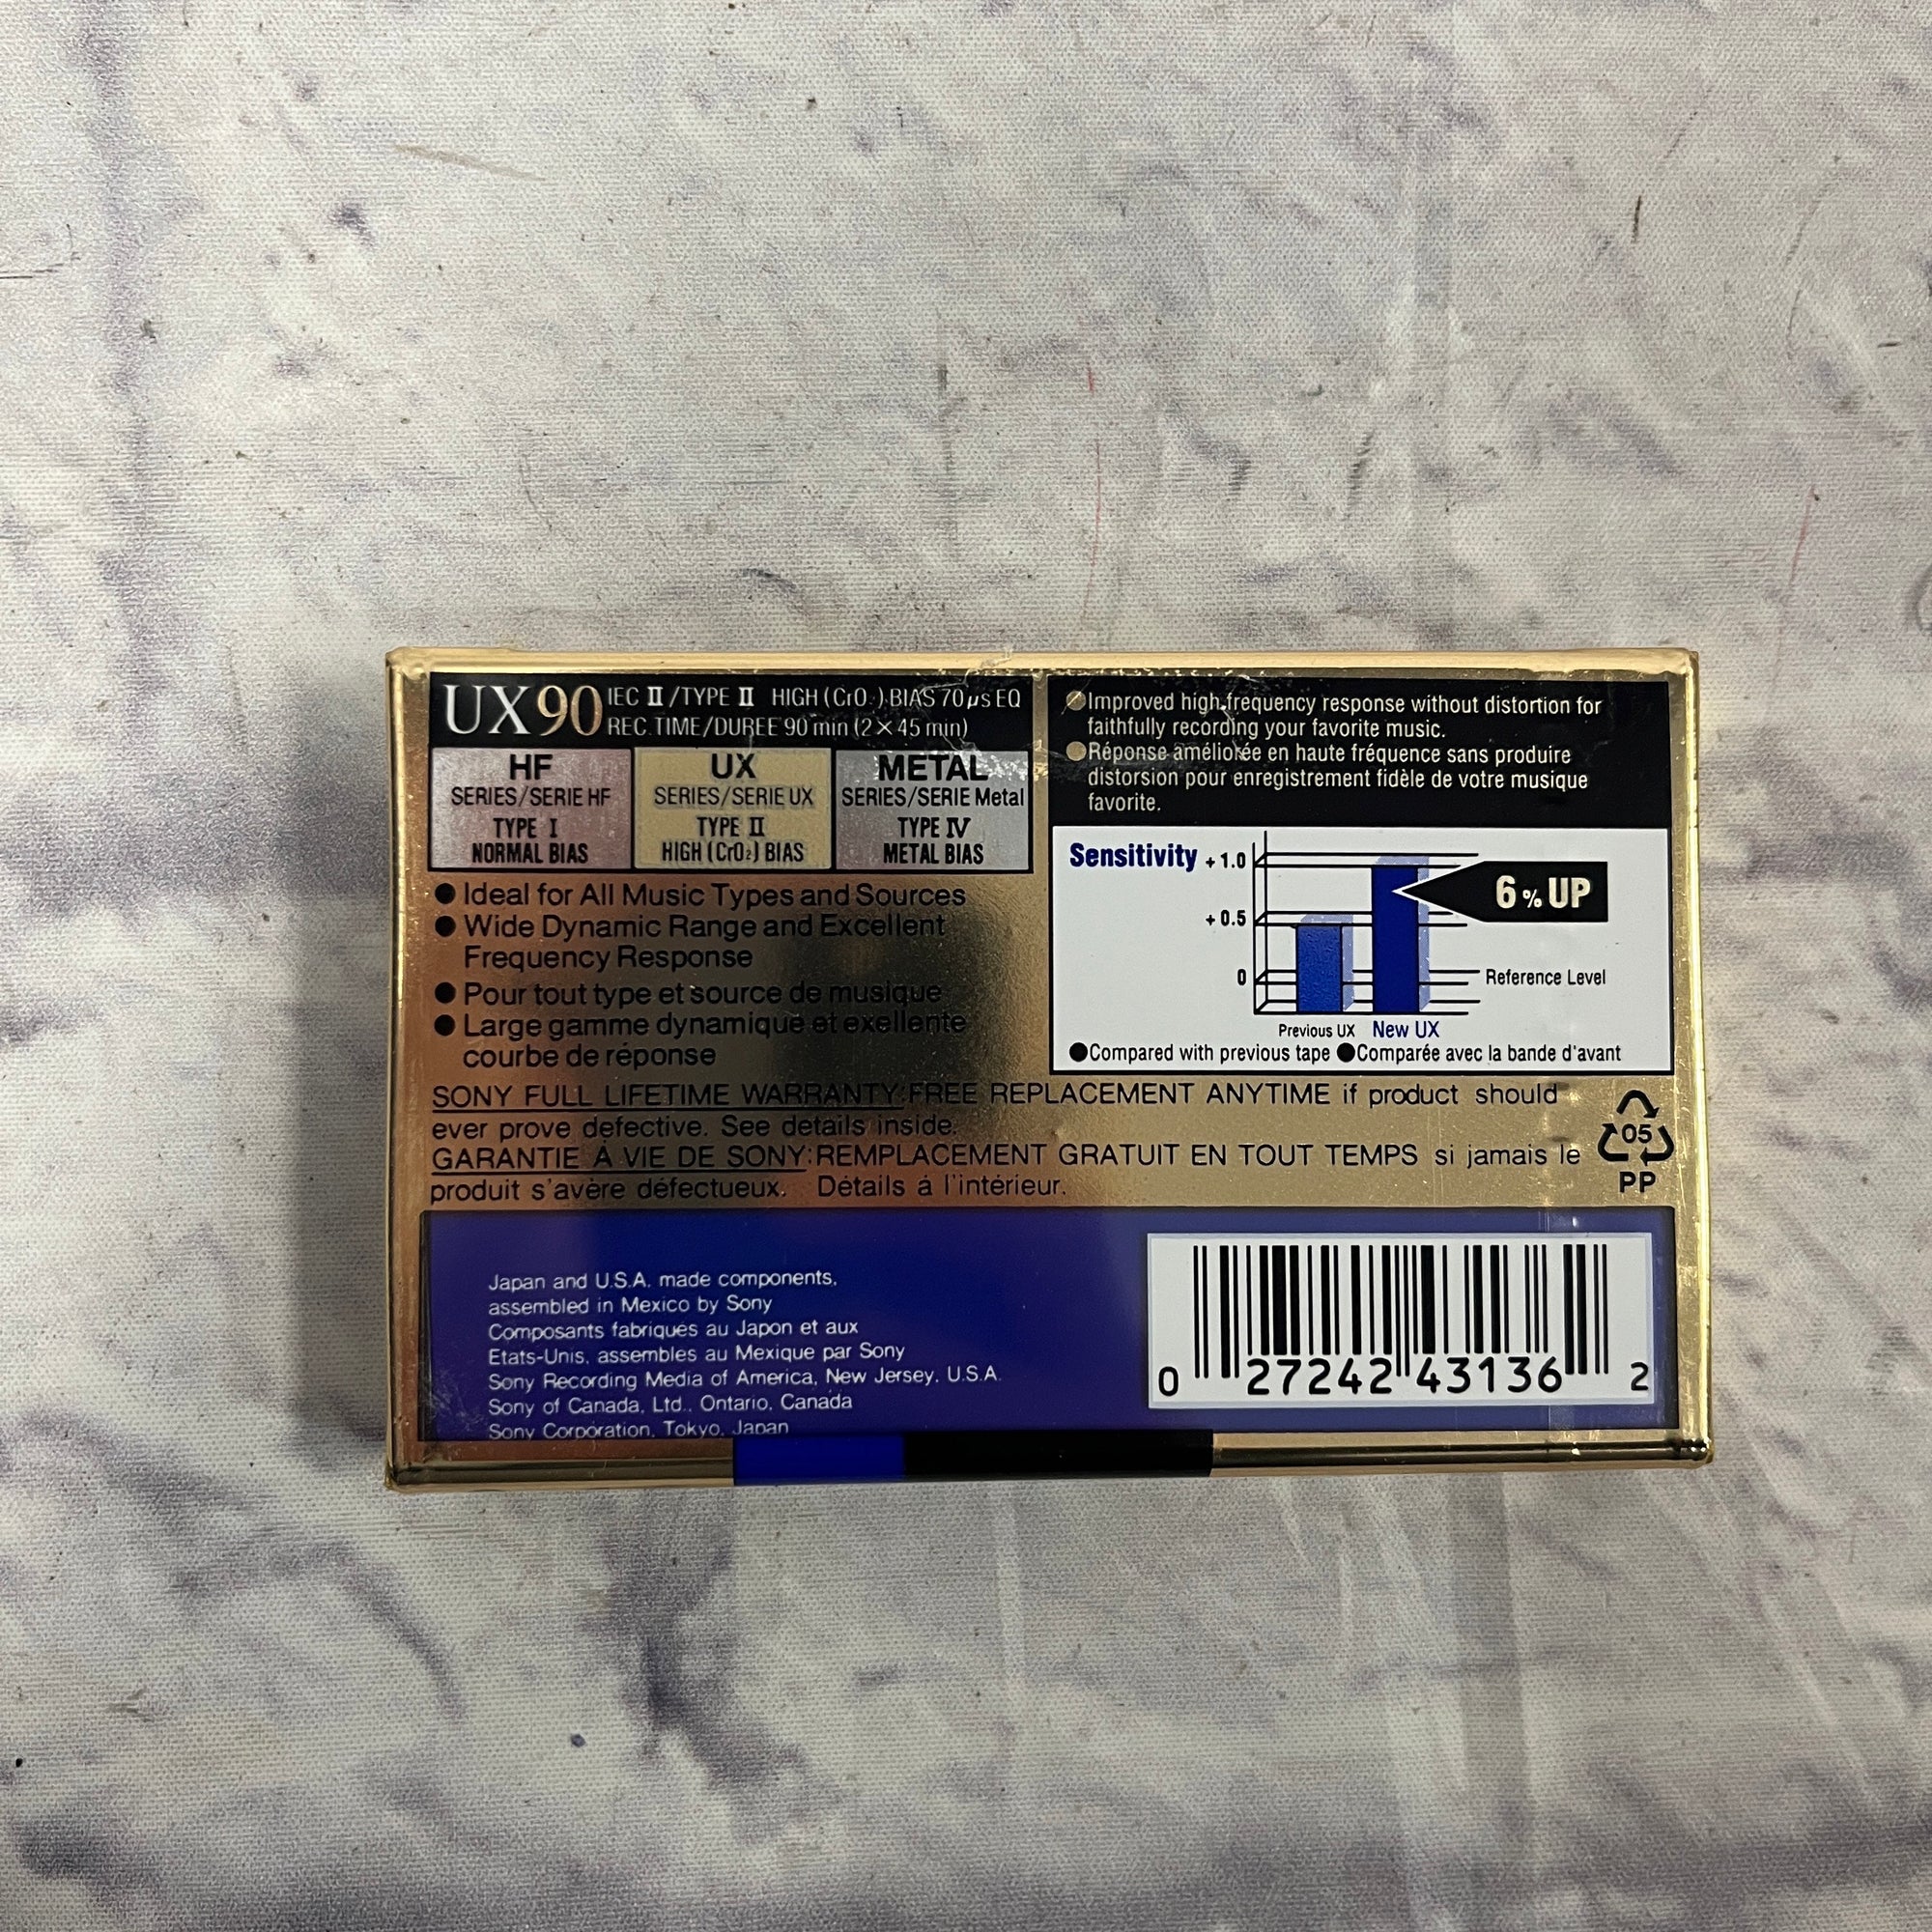 UX90 IEC II/TYPE II HIGH (CrO₂) BIAS 70μs EQ
REC.TIME/DUREE 90 min (2×45 min)
HF
SERIES/SERIE HF
TYPE I
NORMAL BIAS
UX
SERIES/SERIE UX
TYPE II
HIGH (CrO₂) BIAS
METAL
SERIES/SERIE Metal
TYPE IV
METAL BIAS
● Ideal for All Music Types and Sources
● Wide Dynamic Range and Excellent
Frequency Response
● Pour tout type et source de musique
● Large gamme dynamique et exellente
courbe de réponse
●Improved high-frequency response without distortion for
faithfully recording your favorite music.
●Réponse améliorée en haute fréquence sans produire
distorsion pour enregistrement fidèle de votre musique
favorite.
Sensitivity
+1.0
+0.5
0
6% UP
Reference Level
Previous UX New UX
●Compared with previous tape ●Comparée avec la bande d'avant
SONY FULL LIFETIME WARRANTY:FREE REPLACEMENT ANYTIME if product should
ever prove defective. See details inside.
GARANTIE À VIE DE SONY:REMPLACEMENT GRATUIT EN TOUT TEMPS si jamais le
produit s'avère défectueux. Détails á l'intérieur.
05
PP
Japan and U.S.A. made components,
assembled in Mexico by Sony
Composants fabriqués au Japon et aux
Etats-Unis, assembles au Mexique par Sony
Sony Recording Media of America, New Jersey, U.S.A.
Sony of Canada, Ltd., Ontario, Canada
Sony Corporation, Tokyo, Japan
0 27242 43136 2